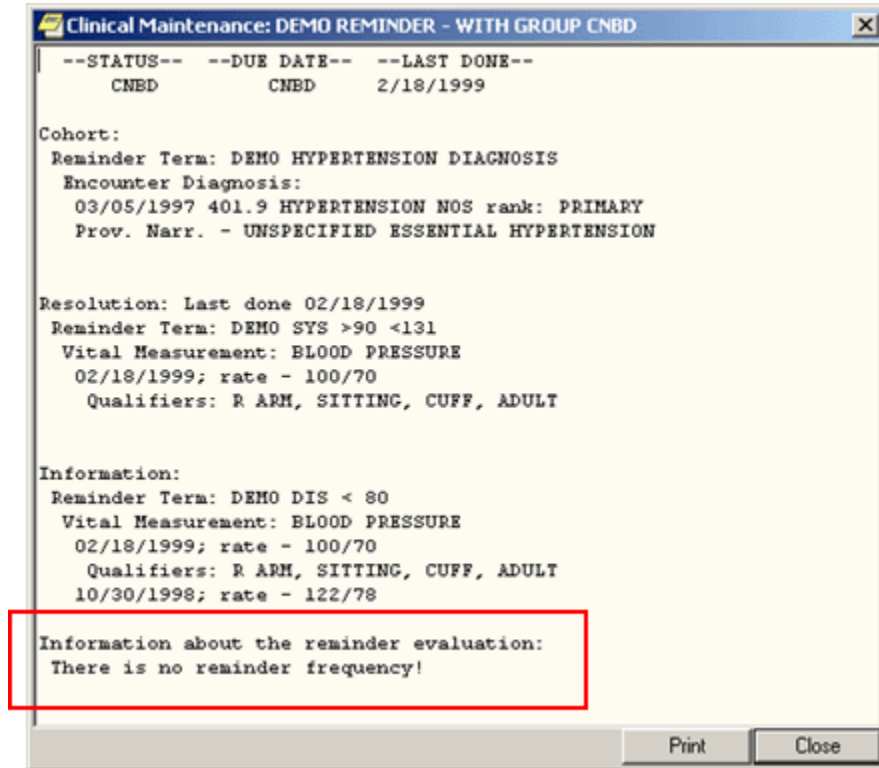 Clinical Maintenance: DEMO REMINDER - WITH GROUP CNBD
--STATUS-- --DUE DATE-- --LAST DONE--
CNBD CNBD 2/18/1999
Cohort:
Reminder Term: DEMO HYPERTENSION DIAGNOSIS
Encounter Diagnosis:
03/05/1997 401.9 HYPERTENSION NOS rank: PRIMARY
Prov. Narr. - UNSPECIFIED ESSENTIAL HYPERTENSION
Resolution: Last done 02/18/1999
Reminder Term: DEMO SYS >90 <131
Vital Measurement: BLOOD PRESSURE
02/18/1999; rate - 100/70
Qualifiers: R ARM, SITTING, CUFF, ADULT
Information:
Reminder Term: DEMO DIS < 80
Vital Measurement: BLOOD PRESSURE
02/18/1999; rate - 100/70
Qualifiers: R ARM, SITTING, CUFF, ADULT
10/30/1998; rate - 122/78
Information about the reminder evaluation:
There is no reminder frequency!
Print Close